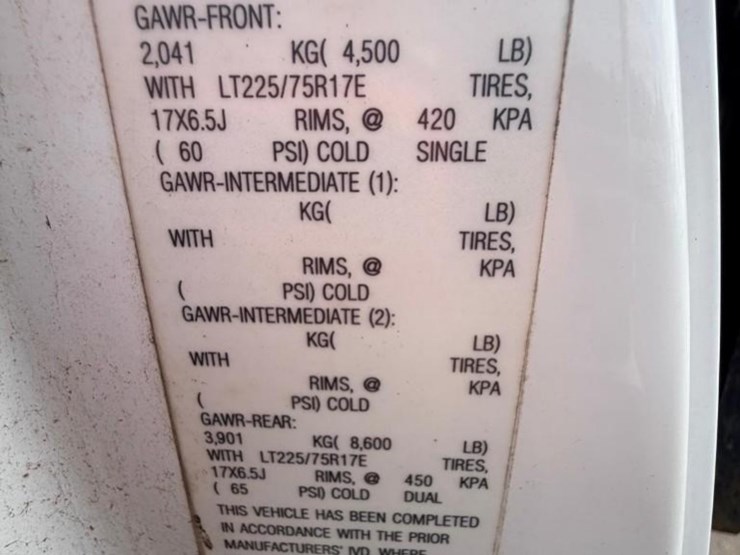 GAWR-FRONT:
2,041 KG( 4,500 LB)
WITH LT225/75R17E TIRES,
17X6.5J RIMS, @ 420 KPA
( 60 PSI) COLD SINGLE
GAWR-INTERMEDIATE (1):
KG( LB)
WITH TIRES,
RIMS, @ KPA
( PSI) COLD
GAWR-INTERMEDIATE (2):
KG( LB)
WITH TIRES,
RIMS, @ KPA
( PSI) COLD
GAWR-REAR:
3,901 KG( 8,600 LB)
WITH LT225/75R17E TIRES,
17X6.5J RIMS, @ 450 KPA
( 65 PSI) COLD DUAL
THIS VEHICLE HAS BEEN COMPLETED
IN ACCORDANCE WITH THE PRIOR
MANUFACTURERS' IVD, WHERE